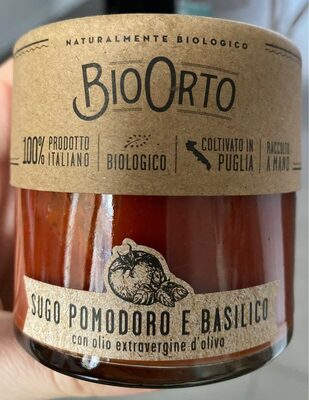 NATURALMENTE BIOLOGICO
BIOORTO
100% PRODOTTO ITALIANO
BIOLOGICO
COLTIVATO IN PUGLIA
RACCOLTO A MANO
SUGO POMODORO E BASILICO
con olio extravergine d'oliva